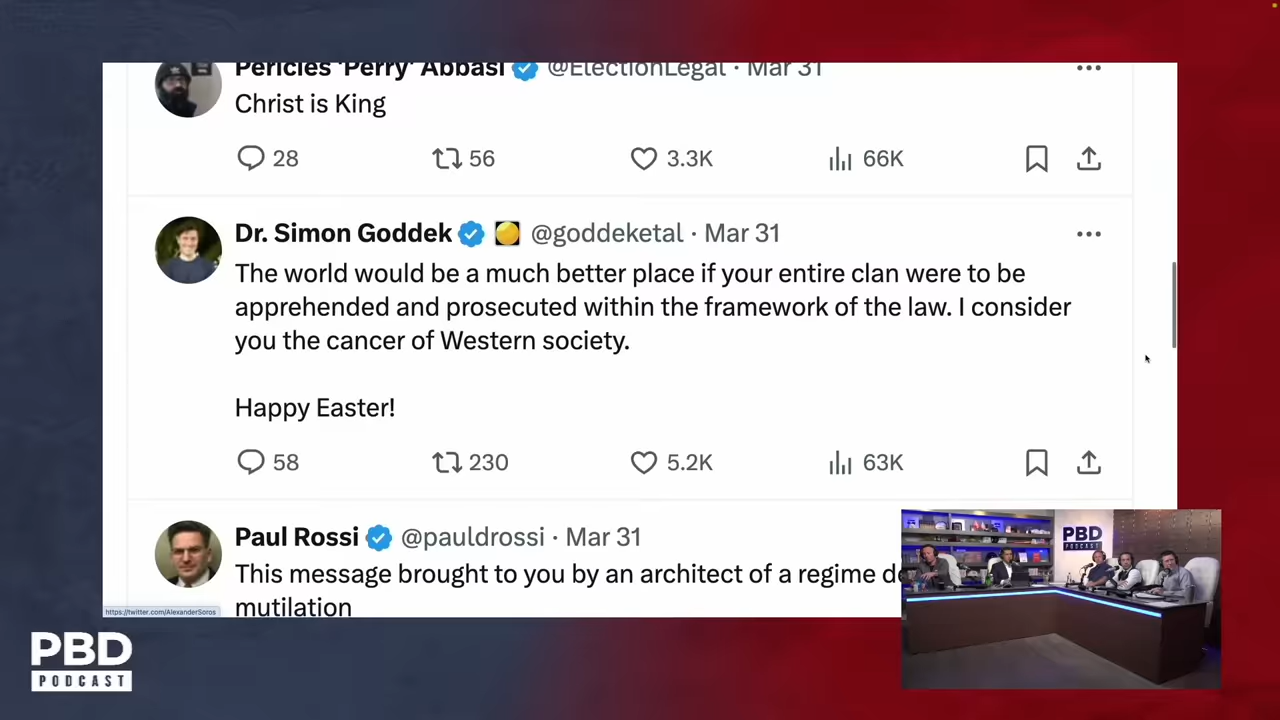 Pericles 'Perry' Abbasi @ElectionLegal · Mar 31
Christ is King
28 56 3.3K 66K
Dr. Simon Goddek @goddeketal · Mar 31
The world would be a much better place if your entire clan were to be
apprehended and prosecuted within the framework of the law. I consider
you the cancer of Western society.
Happy Easter!
58 230 5.2K 63K
Paul Rossi @pauldrossi · Mar 31
This message brought to you by an architect of a regime
mutilation
https://twitter.com/AlexanderSoros
PBD
PODCAST
PBD
PODCAST